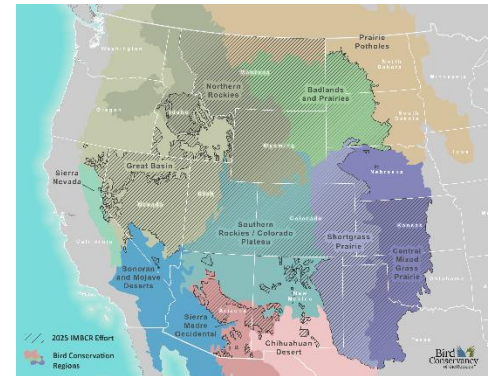 Washington
Montana
Prairie
Potholes
North
Dakota
Minnesota
Northern
Rockies
Badlands
and Prairies
Oregon
Idaho
South
Dakota
Wyoming
Iowa
Sierra
Nevada
Great Basin
Nevada
Utah
Nebraska
Southern
Rockies / Colorado
Plateau
Colorado
Shortgrass
Prairie
Kansas
Central
Mixed
Grass
Prairie
California
Sonoran
and Mojave
Deserts
Arizona
New
Mexico
Oklahoma
Sierra
Madre
Occidental
Chihuahuan
Desert
Texas
2025 IMBCR Effort
Bird Conservation
Regions
Bird
Conservancy